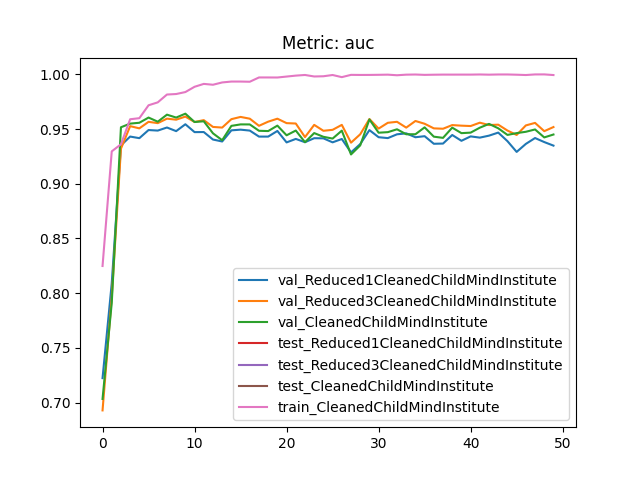 Metric: auc
1.00
0.95
0.90
0.85
0.80
0.75
0.70
val_Reduced1CleanedChildMindInstitute
val_Reduced3CleanedChildMindInstitute
val_CleanedChildMindInstitute
test_Reduced1CleanedChildMindInstitute
test_Reduced3CleanedChildMindInstitute
test_CleanedChildMindInstitute
train_CleanedChildMindInstitute
0 10 20 30 40 50